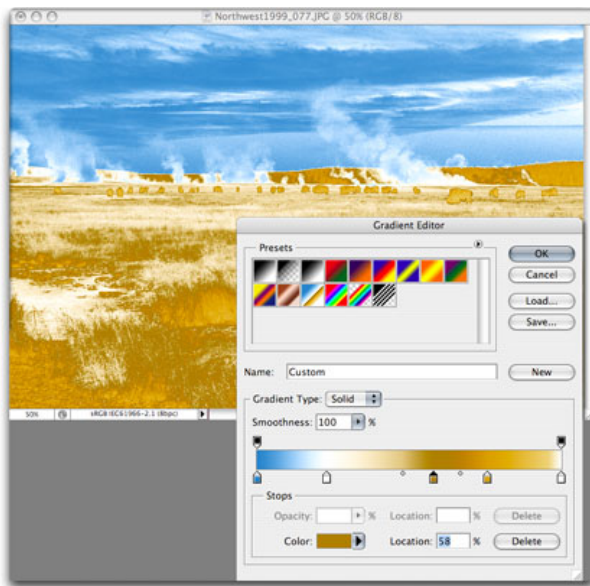 Northwest1999_077.JPG @ 50% (RGB/8)
50%
sRGB IEC61966-2.1 (8bpc)
Gradient Editor
Presets
OK
Cancel
Load...
Save...
Name: Custom
New
Gradient Type: Solid
Smoothness: 100 %
Stops
Opacity: % Location: % Delete
Color: Location: 58 % Delete